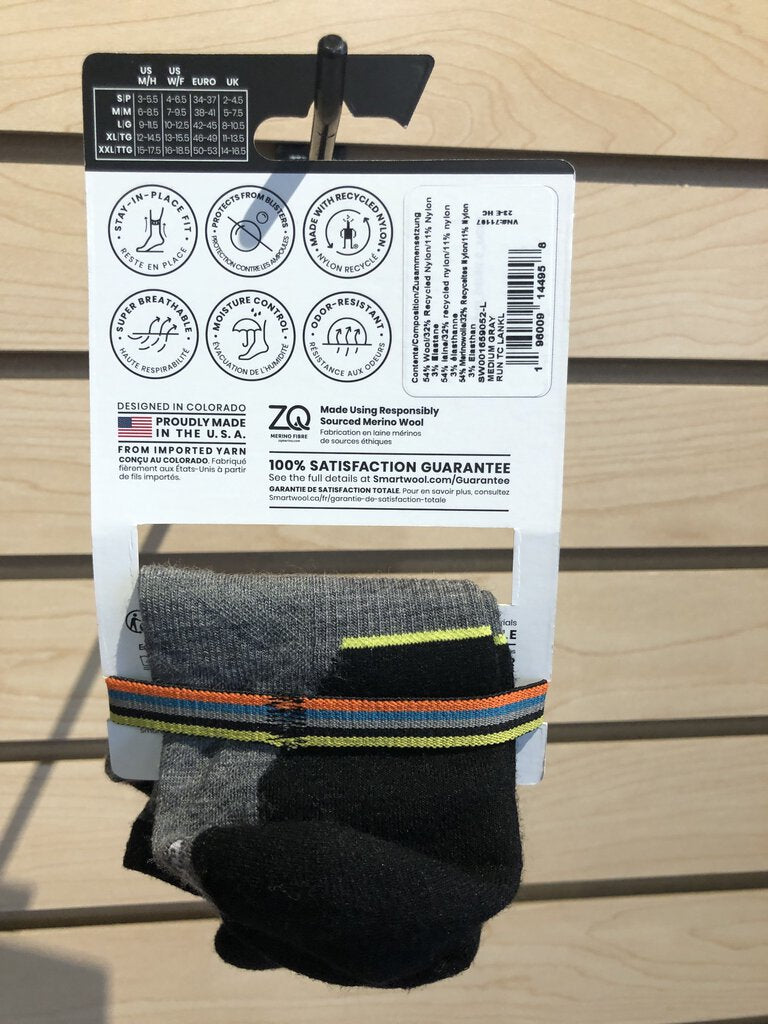 US M/H US W/F EURO UK
S|P 3-5.5 4-6.5 34-37 2-4.5
M|M 6-8.5 7-9.5 38-41 5-7.5
L|G 9-11.5 10-12.5 42-45 8-10.5
XL|TG 12-14.5 13-15.5 46-49 11-13.5
XXL|TTG 15-17.5 16-18.5 50-53 14-16.5
STAY-IN-PLACE FIT
RESTE EN PLACE
PROTECTS FROM BLISTERS
PROTECTION CONTRE LES AMPOULES
MADE WITH RECYCLED NYLON
NYLON RECYCLÉ
SUPER BREATHABLE
HAUTE RESPIRABILITÉ
MOISTURE CONTROL
ÉVACUATION DE L'HUMIDITÉ
ODOR-RESISTANT
RÉSISTANCE AUX ODEURS
Contents/Composition/Zusammensetzung
54% Wool/32% Recycled Nylon/11% Nylon
3% Elastane
54% laine/32% recycled nylon/11% nylon
3% élasthanne
54% Merinowolle/32% Recyceltes Nylon/11% Nylon
3% Elasthan
SW001659052-L
MEDIUM GRAY
RUN TC LANKL
VN#:71107
23-E HC
1 96009 14495 8
DESIGNED IN COLORADO
PROUDLY MADE
IN THE U.S.A.
FROM IMPORTED YARN
CONÇU AU COLORADO. Fabriqué
fièrement aux États-Unis à partir
de fils importés.
ZQ
MERINO FIBRE
zqmerino.com
Made Using Responsibly
Sourced Merino Wool
Fabrication en laine mérinos
de sources éthiques
100% SATISFACTION GUARANTEE
See the full details at Smartwool.com/Guarantee
GARANTIE DE SATISFACTION TOTALE. Pour en savoir plus, consultez
Smartwool.ca/fr/garantie-de-satisfaction-totale